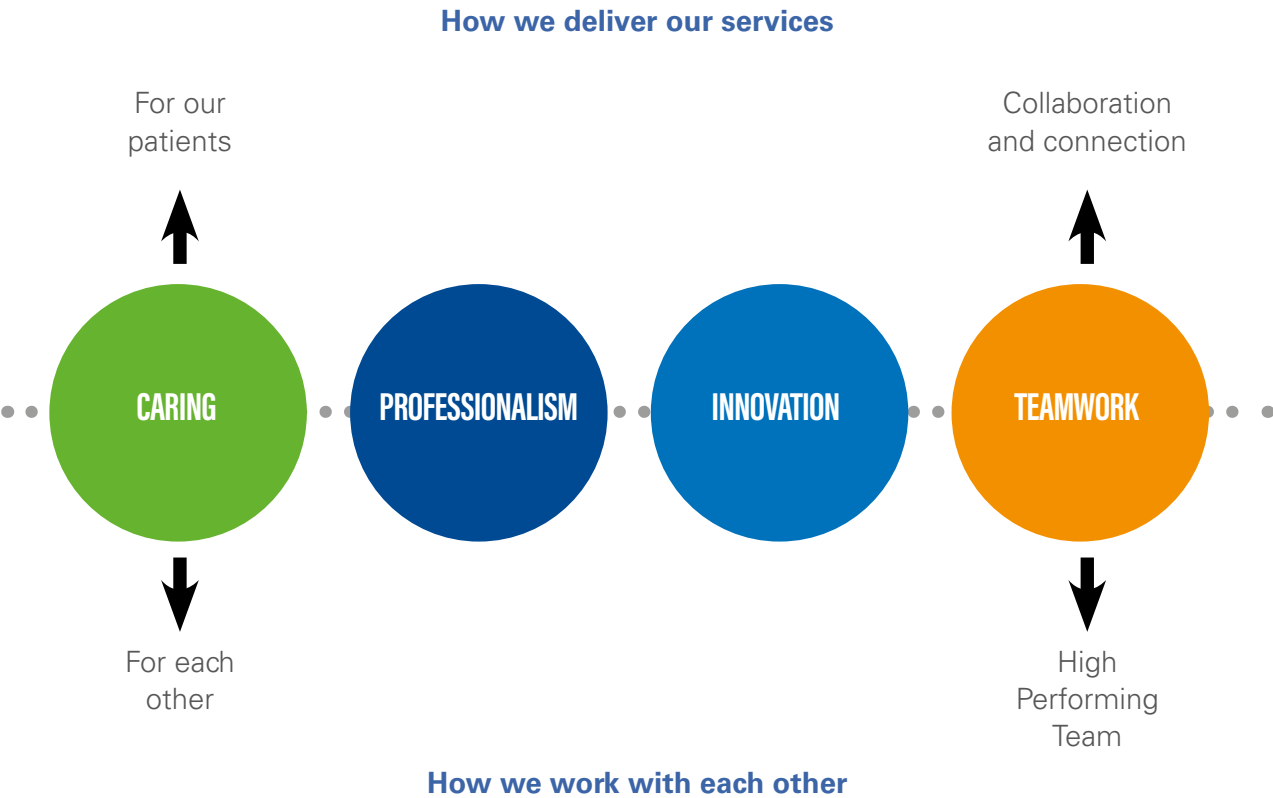 How we deliver our services
For our
patients
Collaboration
and connection
CARING
PROFESSIONALISM
INNOVATION
TEAMWORK
For each
other
High
Performing
Team
How we work with each other